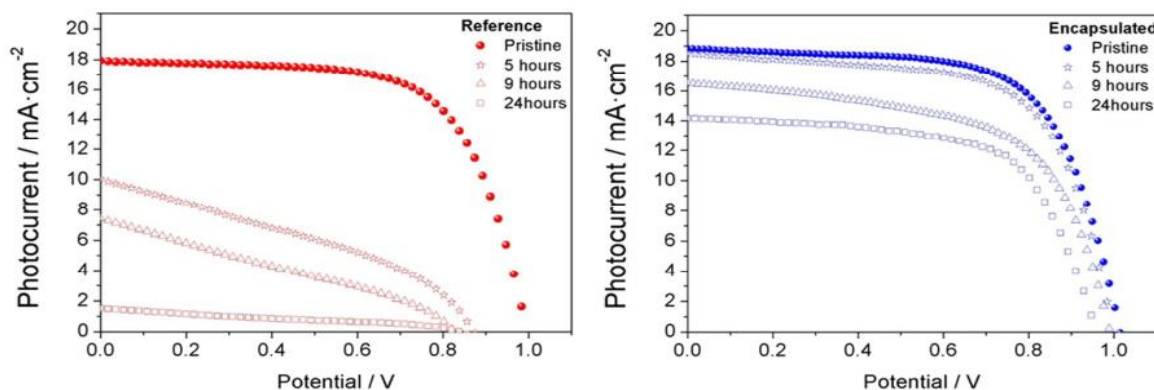 Photocurrent / mA·cm-2
20
18
16
14
12
10
8
6
4
2
0
0.0
0.2
0.4
0.6
0.8
1.0
Potential / V
Reference
Pristine
5 hours
9 hours
24hours
Photocurrent / mA·cm-2
20
18
16
14
12
10
8
6
4
2
0
0.0
0.2
0.4
0.6
0.8
1.0
Potential / V
Encapsulated
Pristine
5 hours
9 hours
24hours